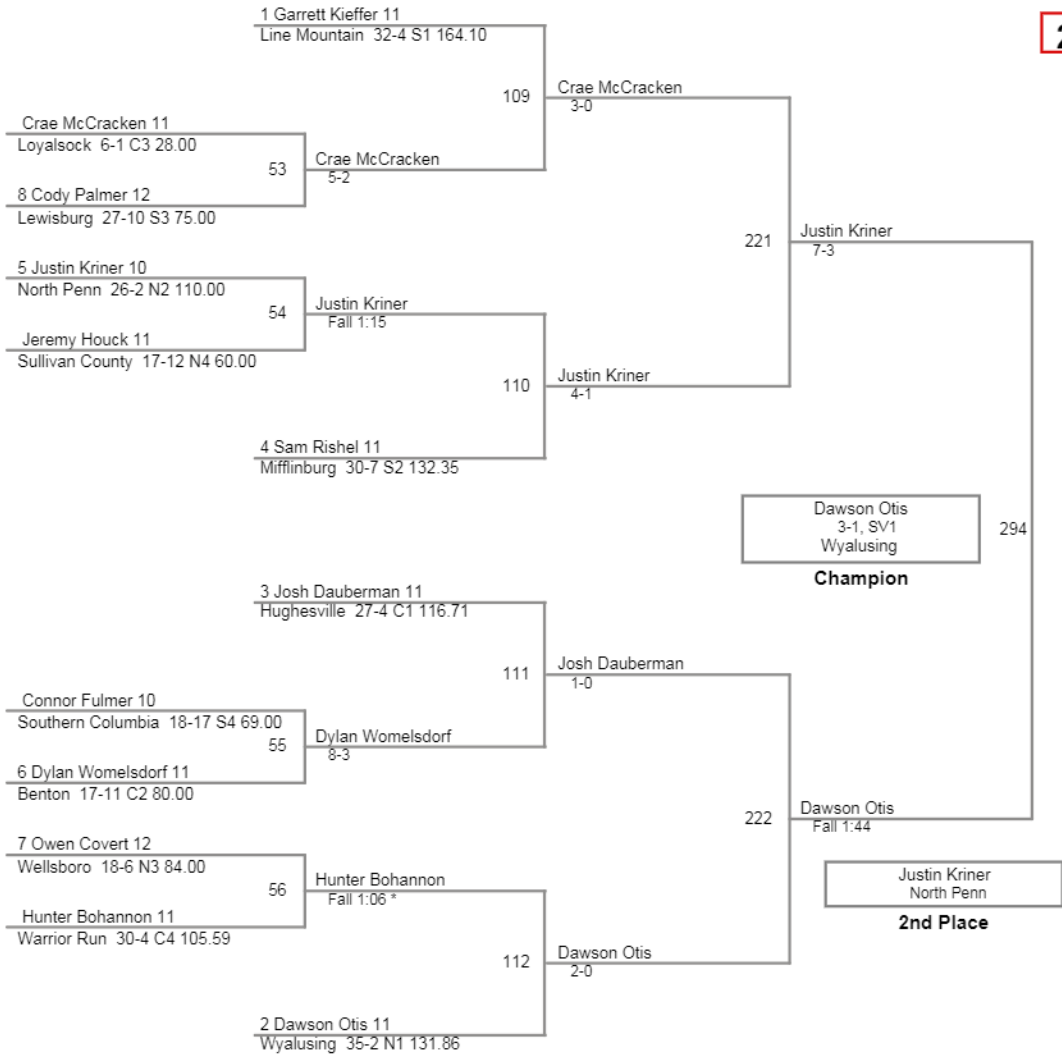 1 Garrett Kieffer 11
Line Mountain 32-4 S1 164.10
2
109
Crae McCracken
3-0
Crae McCracken 11
Loyalsock 6-1 C3 28.00
53
Crae McCracken
5-2
8 Cody Palmer 12
Lewisburg 27-10 S3 75.00
221
Justin Kriner
7-3
5 Justin Kriner 10
North Penn 26-2 N2 110.00
54
Justin Kriner
Fall 1:15
Jeremy Houck 11
Sullivan County 17-12 N4 60.00
110
Justin Kriner
4-1
4 Sam Rishel 11
Mifflinburg 30-7 S2 132.35
Dawson Otis
3-1, SV1
Wyalusing
294
Champion
3 Josh Dauberman 11
Hughesville 27-4 C1 116.71
111
Josh Dauberman
1-0
Connor Fulmer 10
Southern Columbia 18-17 S4 69.00
55
Dylan Womelsdorf
8-3
6 Dylan Womelsdorf 11
Benton 17-11 C2 80.00
222
Dawson Otis
Fall 1:44
7 Owen Covert 12
Wellsboro 18-6 N3 84.00
56
Hunter Bohannon
Fall 1:06 *
Justin Kriner
North Penn
2nd Place
Hunter Bohannon 11
Warrior Run 30-4 C4 105.59
112
Dawson Otis
2-0
2 Dawson Otis 11
Wyalusing 35-2 N1 131.86